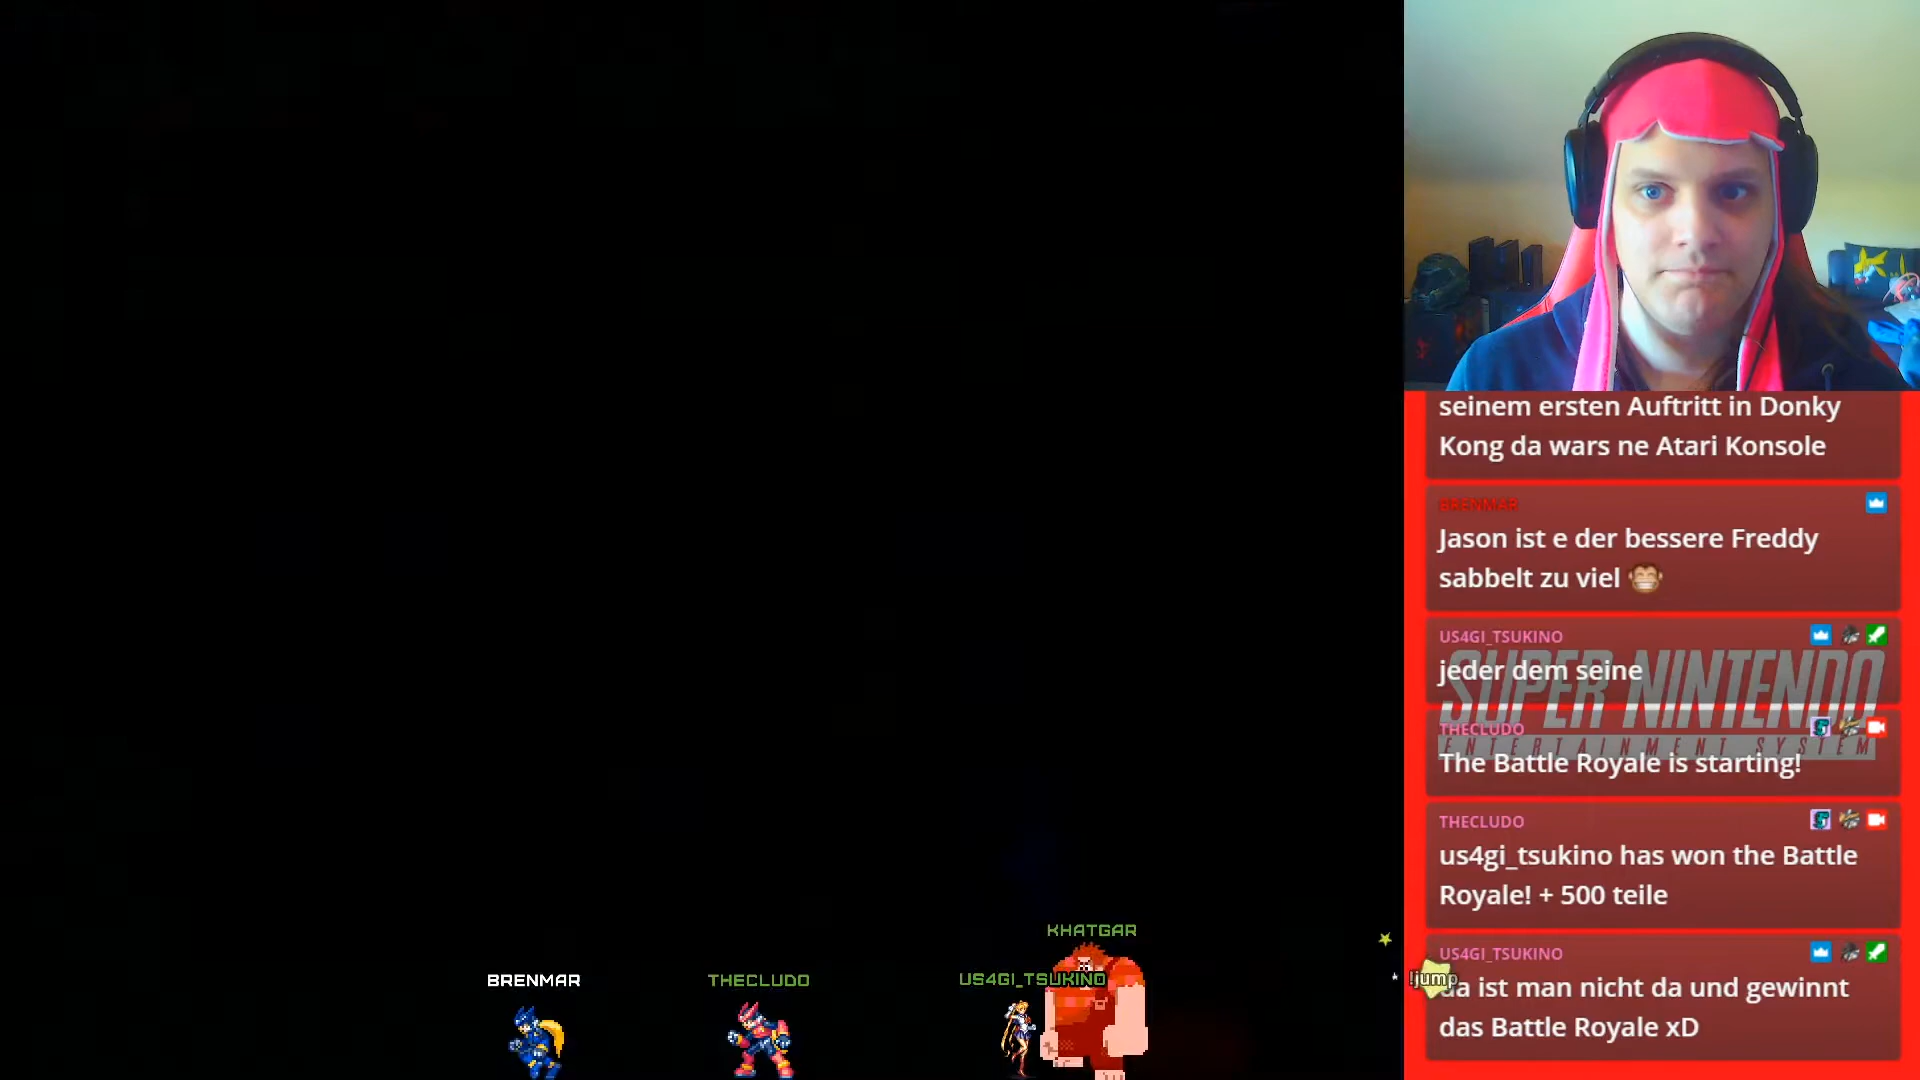 seinem ersten Auftritt in Donky
Kong da wars ne Atari Konsole
BRENMAR
Jason ist e der bessere Freddy
sabbelt zu viel
US4GI_TSUKINO
jeder dem seine
SUPER NINTENDO
ENTERTAINMENT SYSTEM
THECLUDO
The Battle Royale is starting!
THECLUDO
us4gi_tsukino has won the Battle
Royale! + 500 teile
US4GI_TSUKINO
da ist man nicht da und gewinnt
das Battle Royale xD
!jump
KHATGAR
BRENMAR
THECLUDO
US4GI_TSUKINO